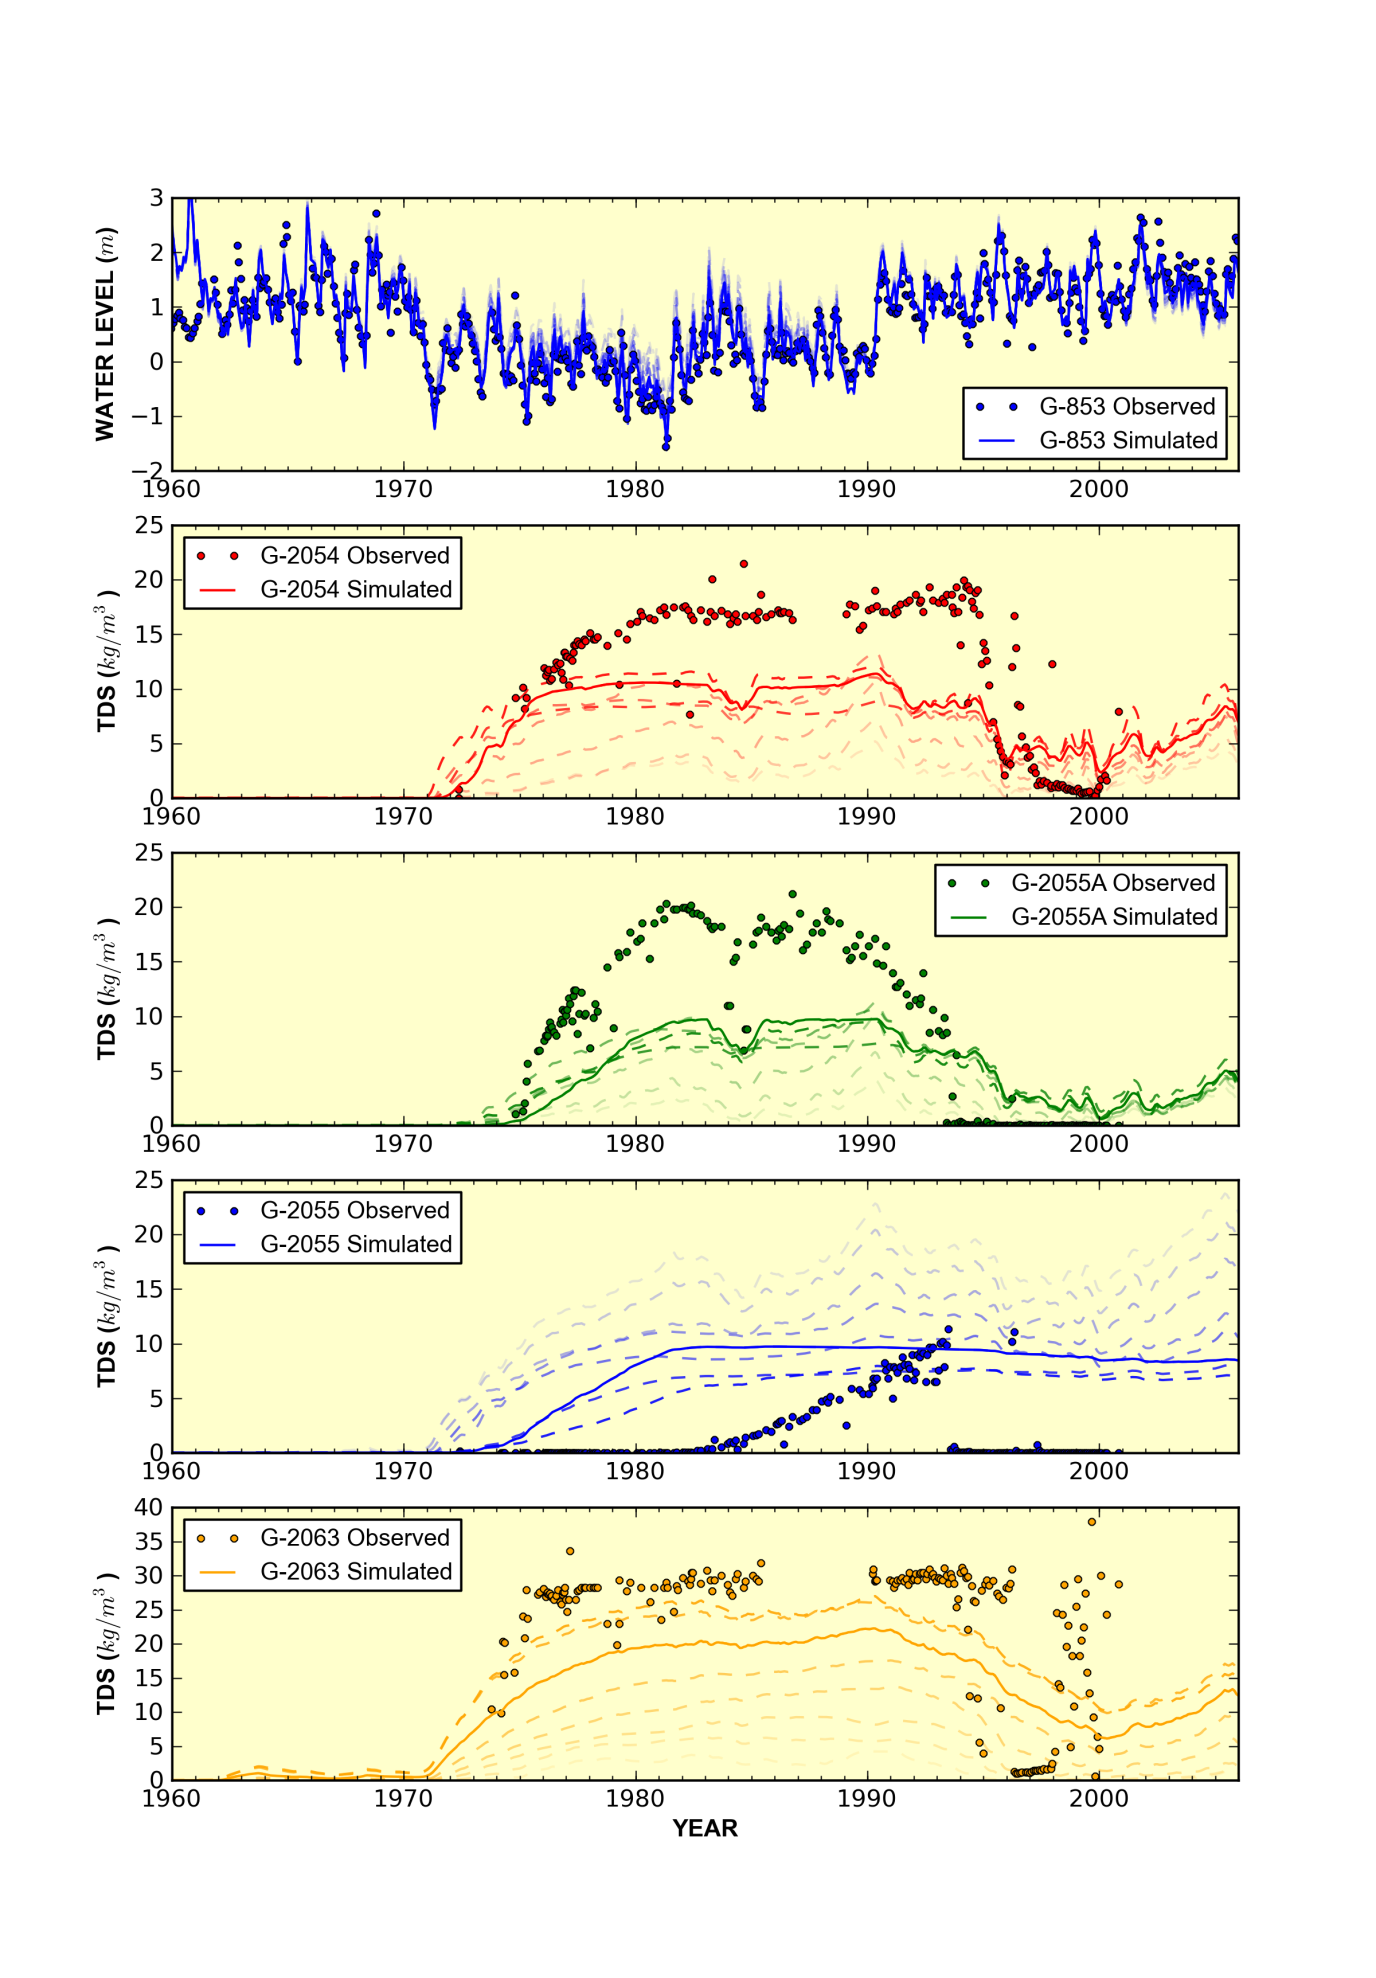 3
2
1
0
−1
−2
WATER LEVEL (m)
G-853 Observed
G-853 Simulated
1960 1970 1980 1990 2000
25
20
15
10
5
0
TDS (kg/m³ )
G-2054 Observed
G-2054 Simulated
1960 1970 1980 1990 2000
25
20
15
10
5
0
TDS (kg/m³ )
G-2055A Observed
G-2055A Simulated
1960 1970 1980 1990 2000
25
20
15
10
5
0
TDS (kg/m³ )
G-2055 Observed
G-2055 Simulated
1960 1970 1980 1990 2000
40
35
30
25
20
15
10
5
0
TDS (kg/m³ )
G-2063 Observed
G-2063 Simulated
1960 1970 1980 1990 2000
YEAR